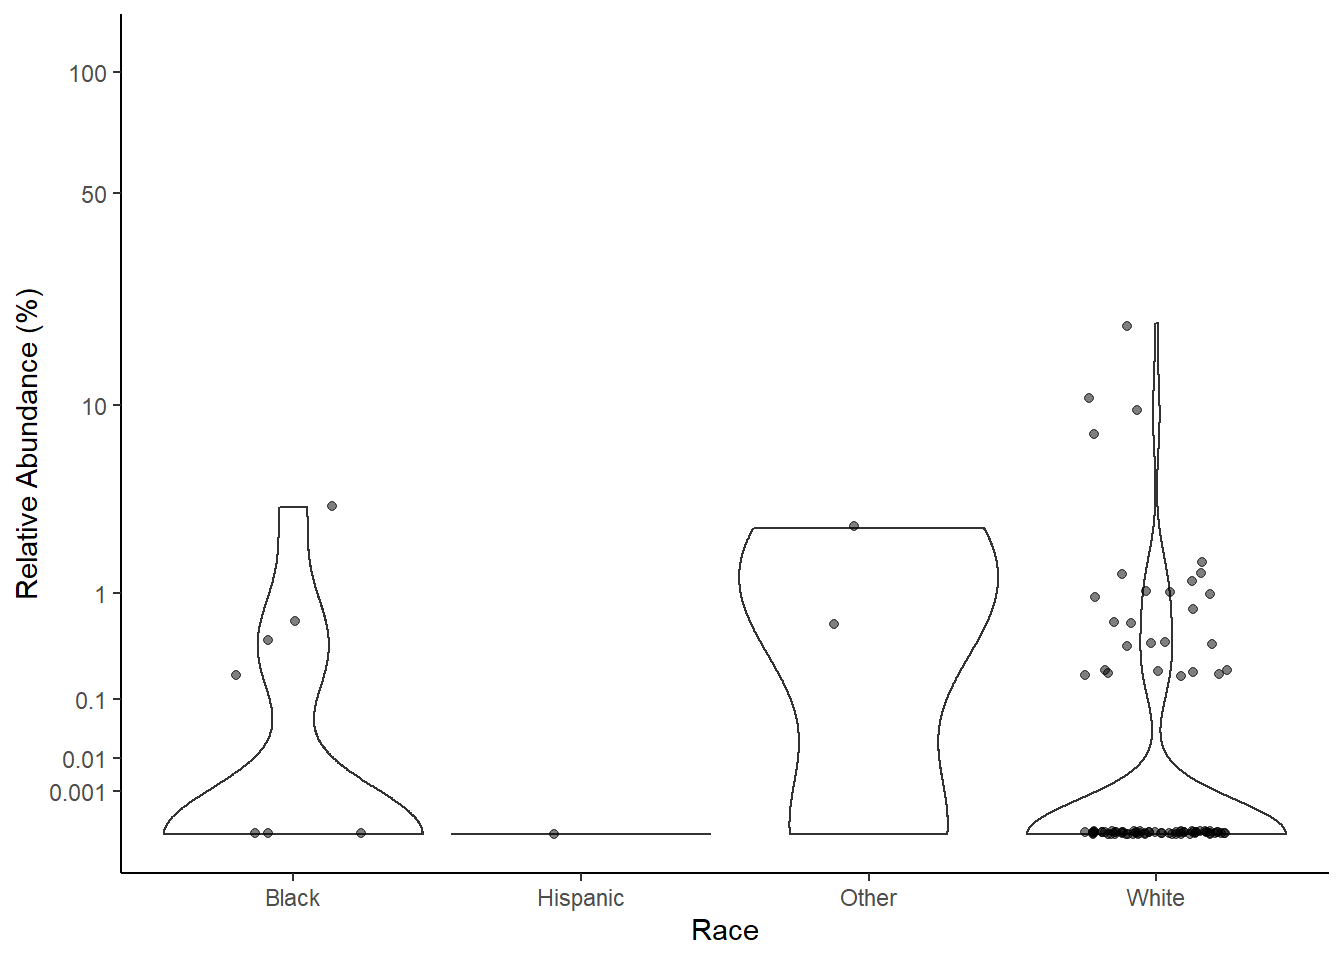 Relative Abundance (%)
100
50
10
1
0.1
0.01
0.001
Black Hispanic Other White
Race